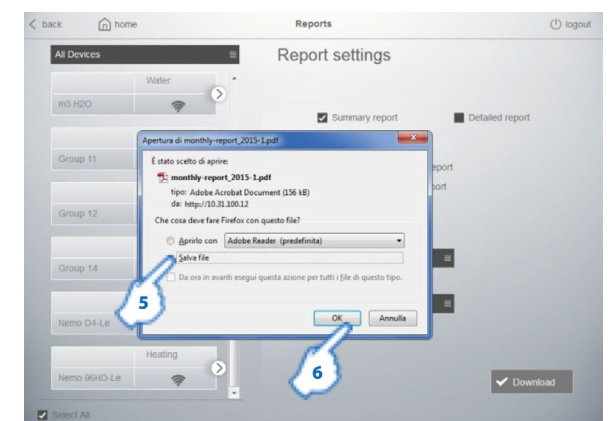 back
home
Reports
logout
All Devices
Report settings
Water
m3 H2O
Summary report
Detailed report
Apertura di monthly-report_2015-1.pdf
È stato scelto di aprire:
monthly-report_2015-1.pdf
tipo: Adobe Acrobat Document (156 kB)
da: http://10.31.100.12
Che cosa deve fare Firefox con questo file?
Aprirlo con Adobe Reader (predefinita)
Salva file
Da ora in avanti esegui questa azione per tutti i file di questo tipo.
OK
Annulla
Group 11
Group 12
Group 14
Nemo D4-Le
5
6
Heating
Nemo 96HD-Le
Download
Select All